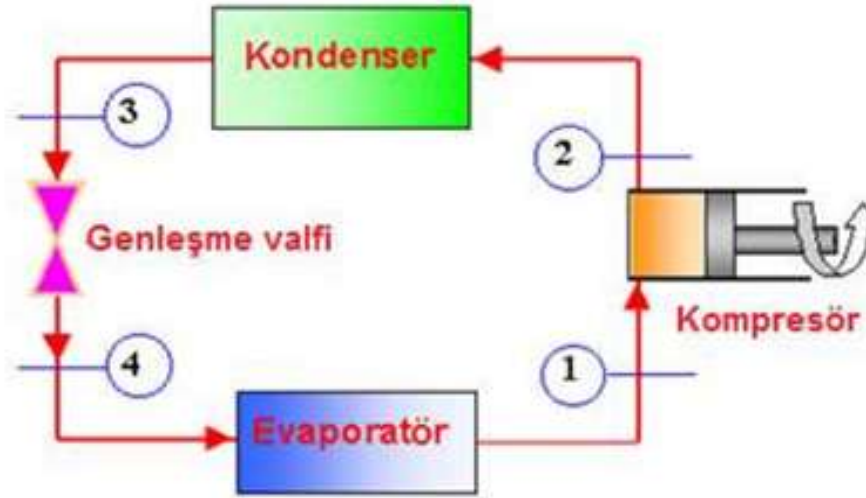 Kondenser
3
2
Genleşme valfi
Kompresör
4
1
Evaporatör